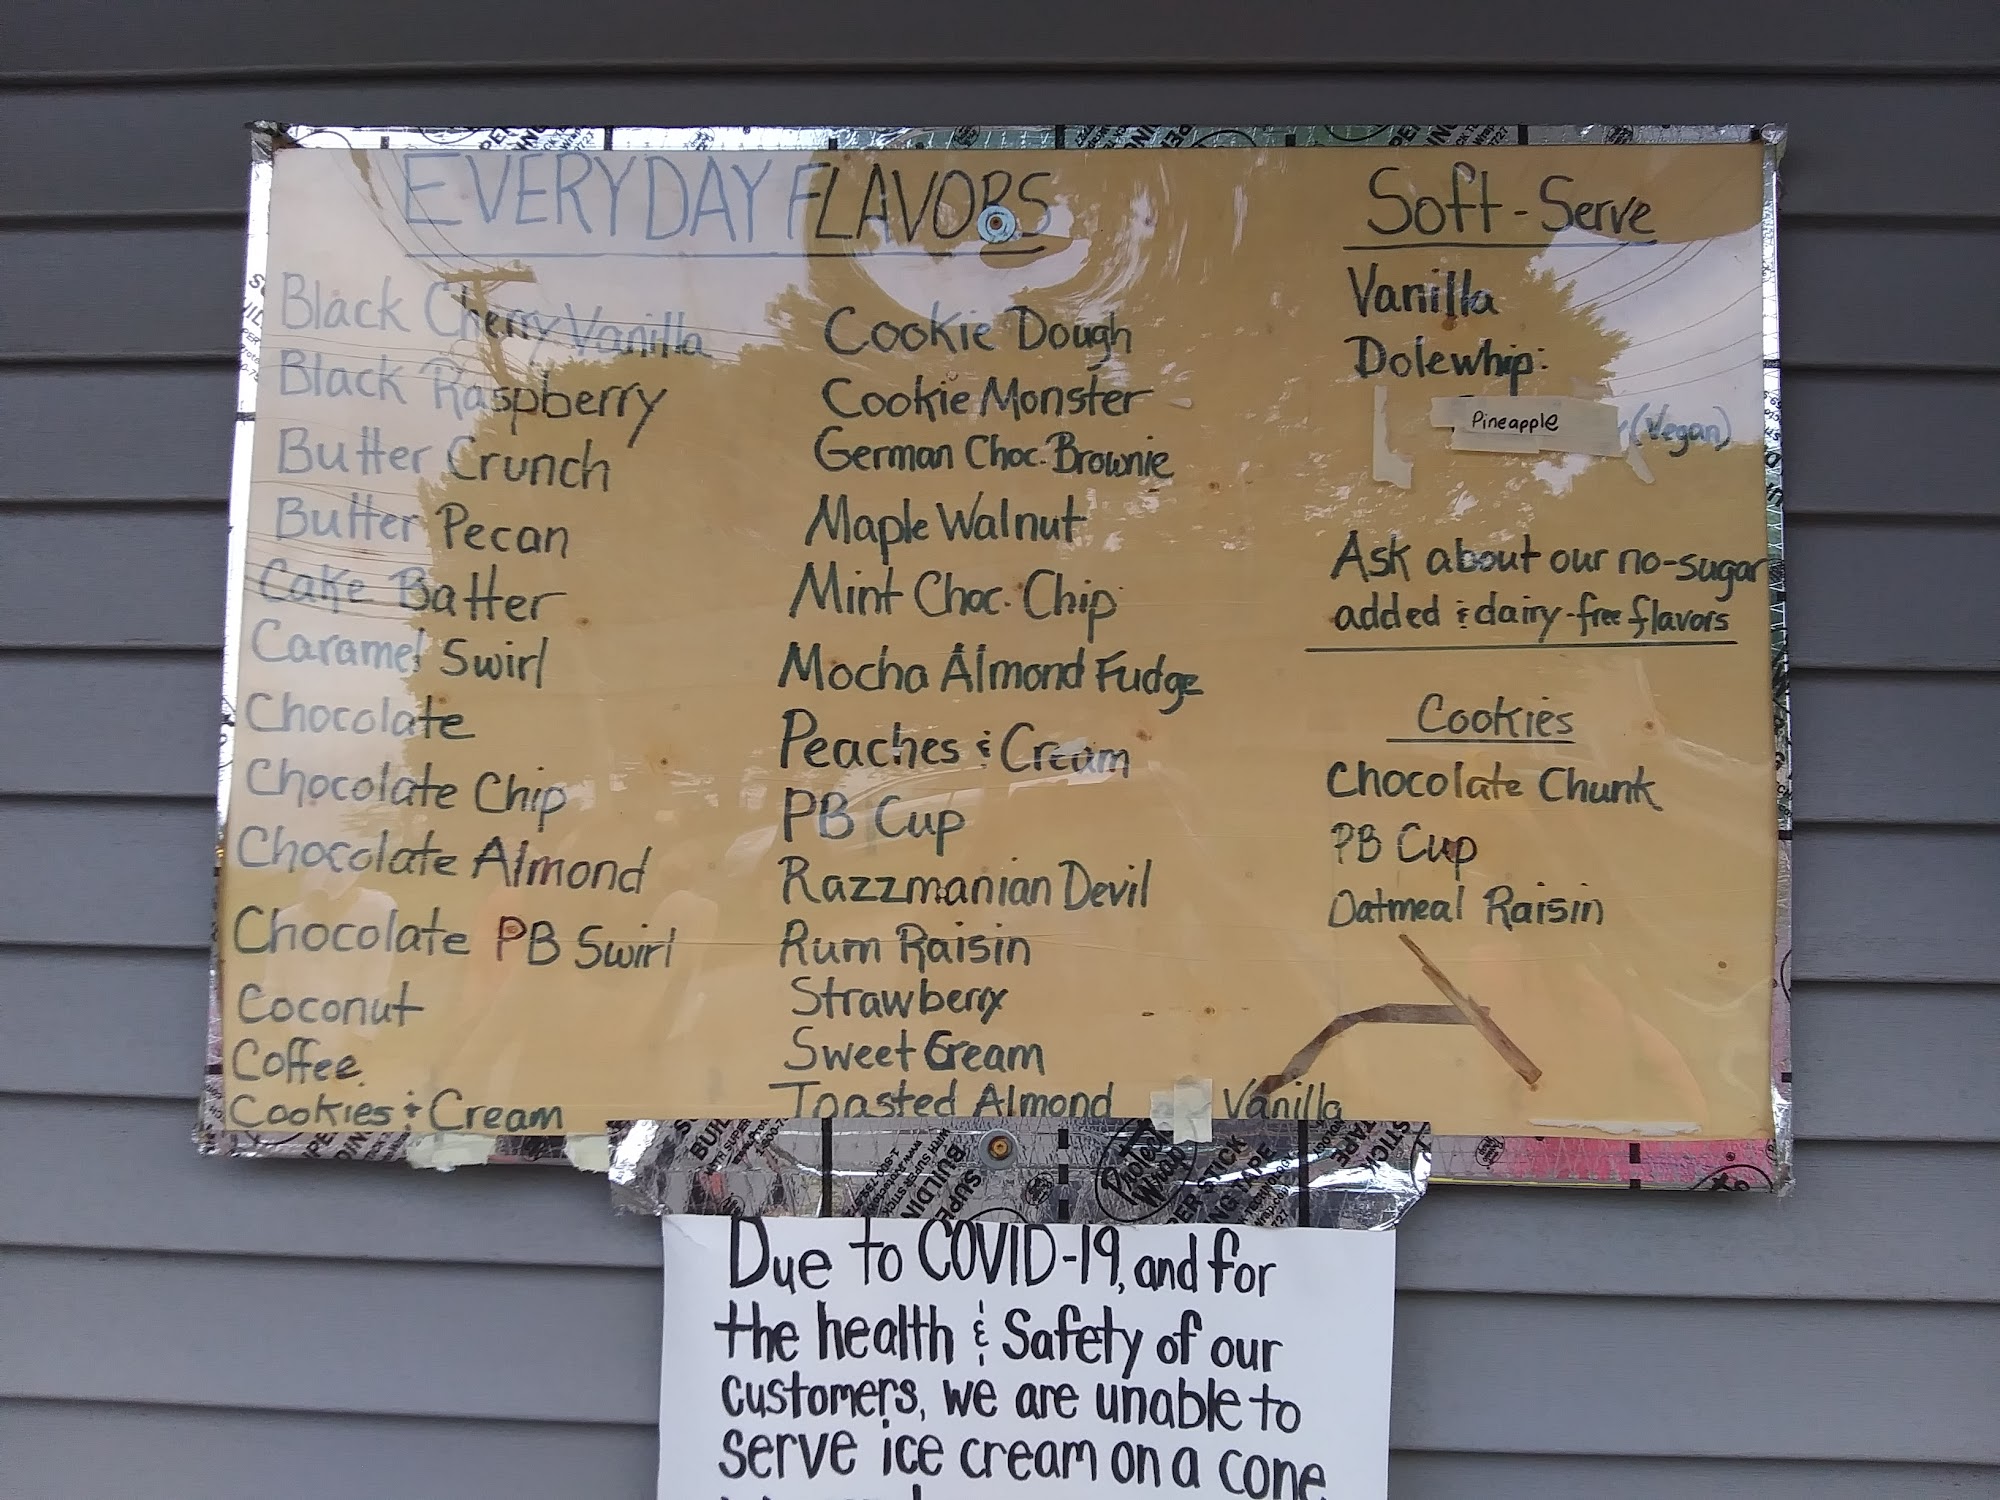 EVERYDAY FLAVORS
Black Cherry Vanilla
Black Raspberry
Butter Crunch
Butter Pecan
Cake Batter
Caramel Swirl
Chocolate
Chocolate Chip
Chocolate Almond
Chocolate PB Swirl
Coconut
Coffee
Cookies & Cream
Cookie Dough
Cookie Monster
German Choc. Brownie
Maple Walnut
Mint Choc. Chip
Mocha Almond Fudge
Peaches & Cream
PB Cup
Razzmanian Devil
Rum Raisin
Strawberry
Sweet Cream
Toasted Almond
Vanilla
Soft-Serve
Vanilla
Dolewhip:
Pineapple (Vegan)
Ask about our no-sugar
added & dairy-free flavors
Cookies
Chocolate Chunk
PB Cup
Oatmeal Raisin
Protecto Wrap
Due to COVID-19, and for
the health & Safety of our
customers, we are unable to
serve ice cream on a cone